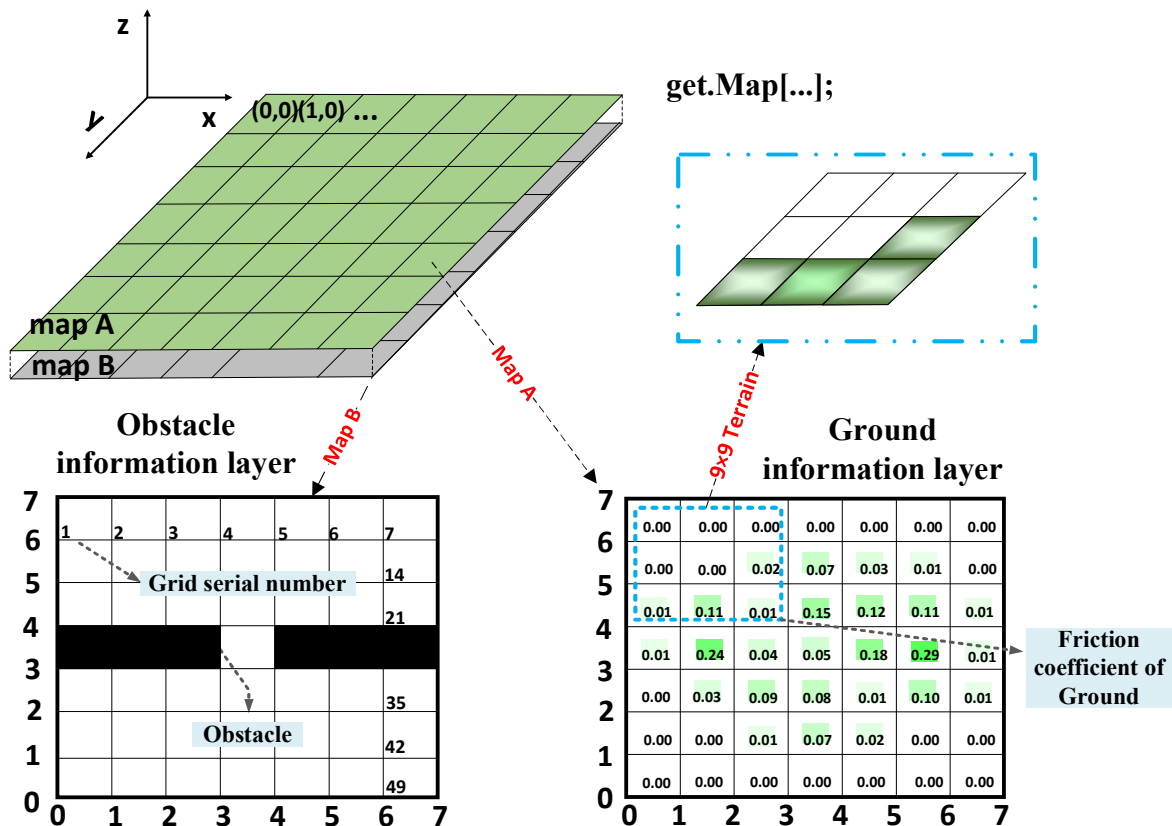 z
x
y
(0,0)(1,0) ...
get.Map[...];
map A
map B
Map A
Map B
9×9 Terrain
Obstacle
information layer
Ground
information layer
7
6
5
4
3
2
1
0
1 2 3 4 5 6 7
14
21
35
42
49
Grid serial number
Obstacle
0 1 2 3 4 5 6 7
7
6
5
4
3
2
1
0
0.00 0.00 0.00 0.00 0.00 0.00 0.00
0.00 0.00 0.02 0.07 0.03 0.01 0.00
0.01 0.11 0.01 0.15 0.12 0.11 0.01
0.01 0.24 0.04 0.05 0.18 0.29 0.01
0.00 0.03 0.09 0.08 0.01 0.10 0.01
0.00 0.00 0.01 0.07 0.02 0.00 0.00
0.00 0.00 0.00 0.00 0.00 0.00 0.00
0 1 2 3 4 5 6 7
Friction
coefficient of
Ground